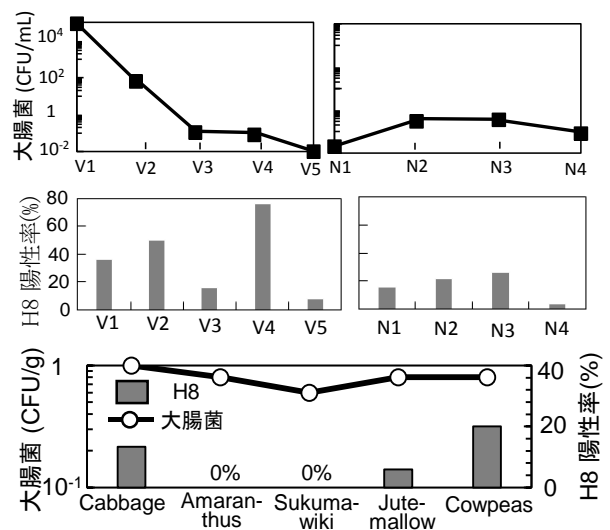 大腸菌 (CFU/mL)
10⁴
10²
1
10⁻²
V1 V2 V3 V4 V5
N1 N2 N3 N4
H8 陽性率(%)
80
60
40
20
0
V1 V2 V3 V4 V5
N1 N2 N3 N4
大腸菌 (CFU/g)
1
10⁻¹
H8
大腸菌
0% 0%
40
20
0
H8 陽性率(%)
Cabbage Amaran- Sukuma- Jute- Cowpeas
thus wiki mallow